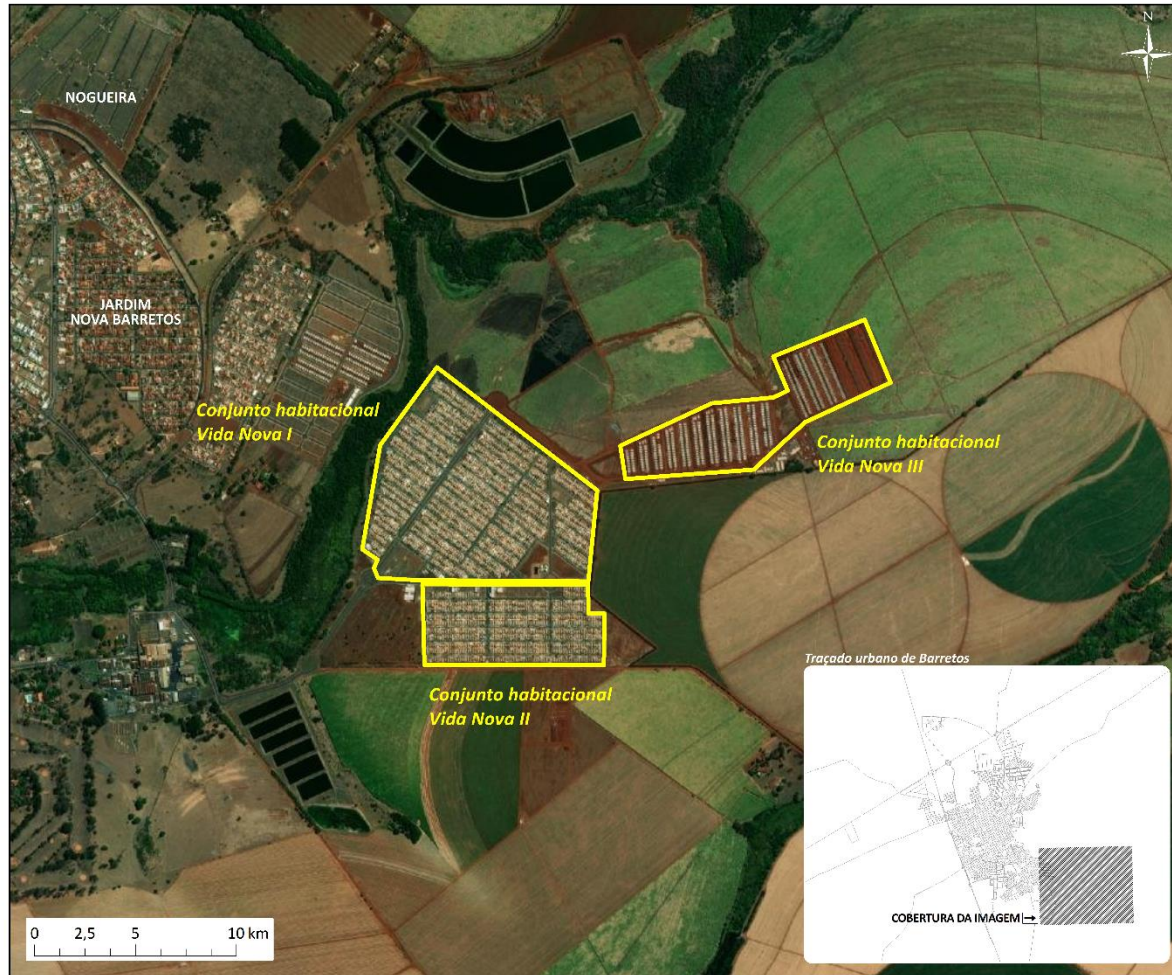 N
NOGUEIRA
JARDIM
NOVA BARRETOS
Conjunto habitacional
Vida Nova I
Conjunto habitacional
Vida Nova III
Conjunto habitacional
Vida Nova II
Traçado urbano de Barretos
COBERTURA DA IMAGEM
0 2,5 5 10 km